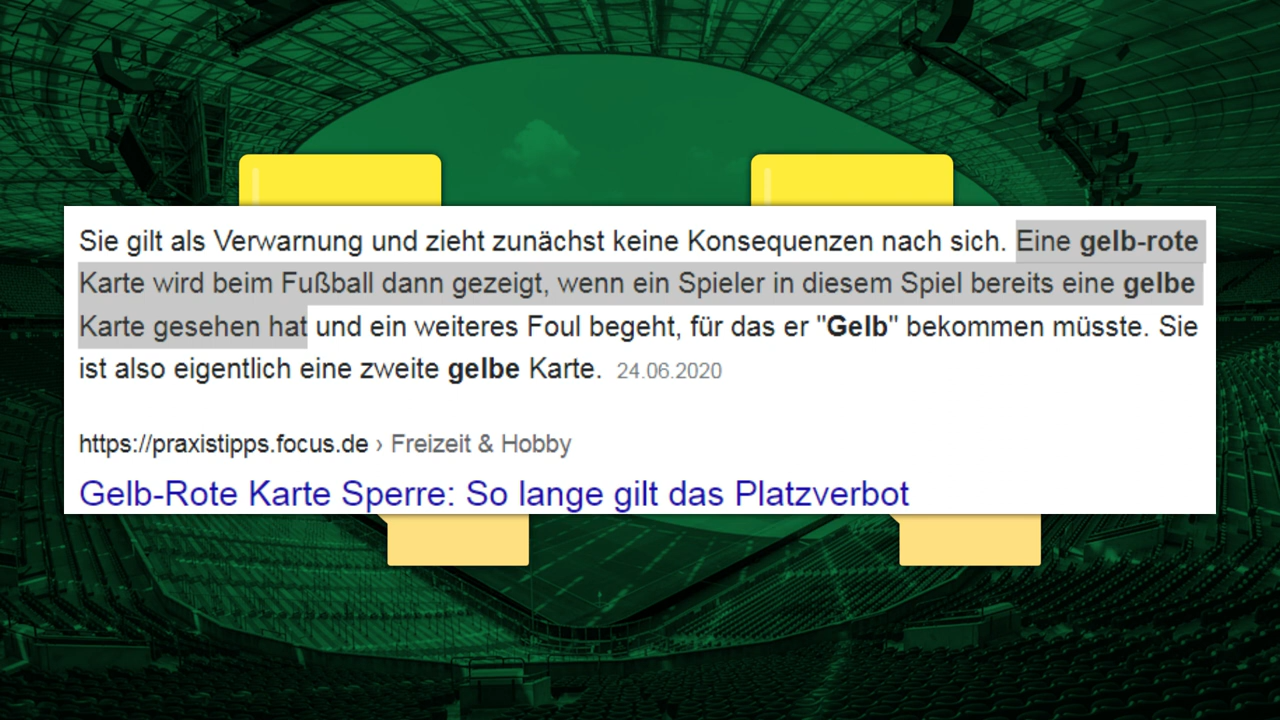 Sie gilt als Verwarnung und zieht zunächst keine Konsequenzen nach sich. Eine gelb-rote
Karte wird beim Fußball dann gezeigt, wenn ein Spieler in diesem Spiel bereits eine gelbe
Karte gesehen hat und ein weiteres Foul begeht, für das er "Gelb" bekommen müsste. Sie
ist also eigentlich eine zweite gelbe Karte. 24.06.2020
https://praxistipps.focus.de › Freizeit & Hobby
Gelb-Rote Karte Sperre: So lange gilt das Platzverbot